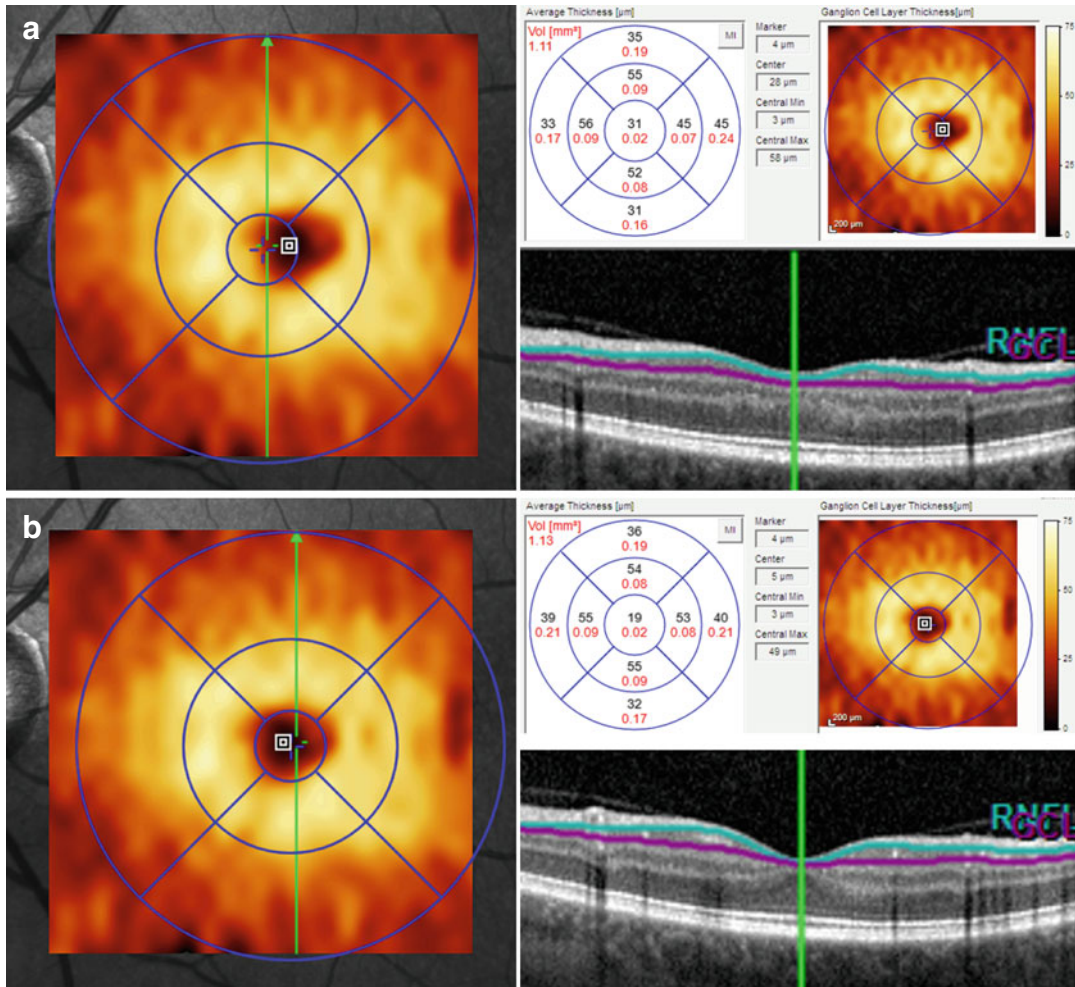 a
Average Thickness [µm]
Vol [mm³]
1.11
MI
35
0.19
55
0.09
33
0.17
56
0.09
31
0.02
45
0.07
45
0.24
52
0.08
31
0.16
Marker
4 µm
Center
28 µm
Central Min
3 µm
Central Max
58 µm
Ganglion Cell Layer Thickness[µm]
200 µm
75
50
25
0
RNFL
GCL
b
Average Thickness [µm]
Vol [mm³]
1.13
MI
36
0.19
54
0.08
39
0.21
55
0.09
19
0.02
53
0.08
40
0.21
55
0.09
32
0.17
Marker
4 µm
Center
5 µm
Central Min
3 µm
Central Max
49 µm
Ganglion Cell Layer Thickness[µm]
200 µm
75
50
25
0
RNFL
GCL